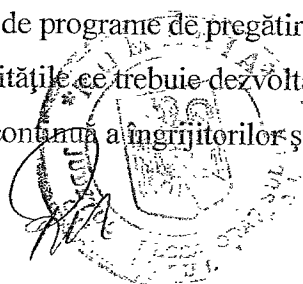 de programe de pregătir
ităţile ce trebuie dezvolta
continuă a îngrijitorilor ş